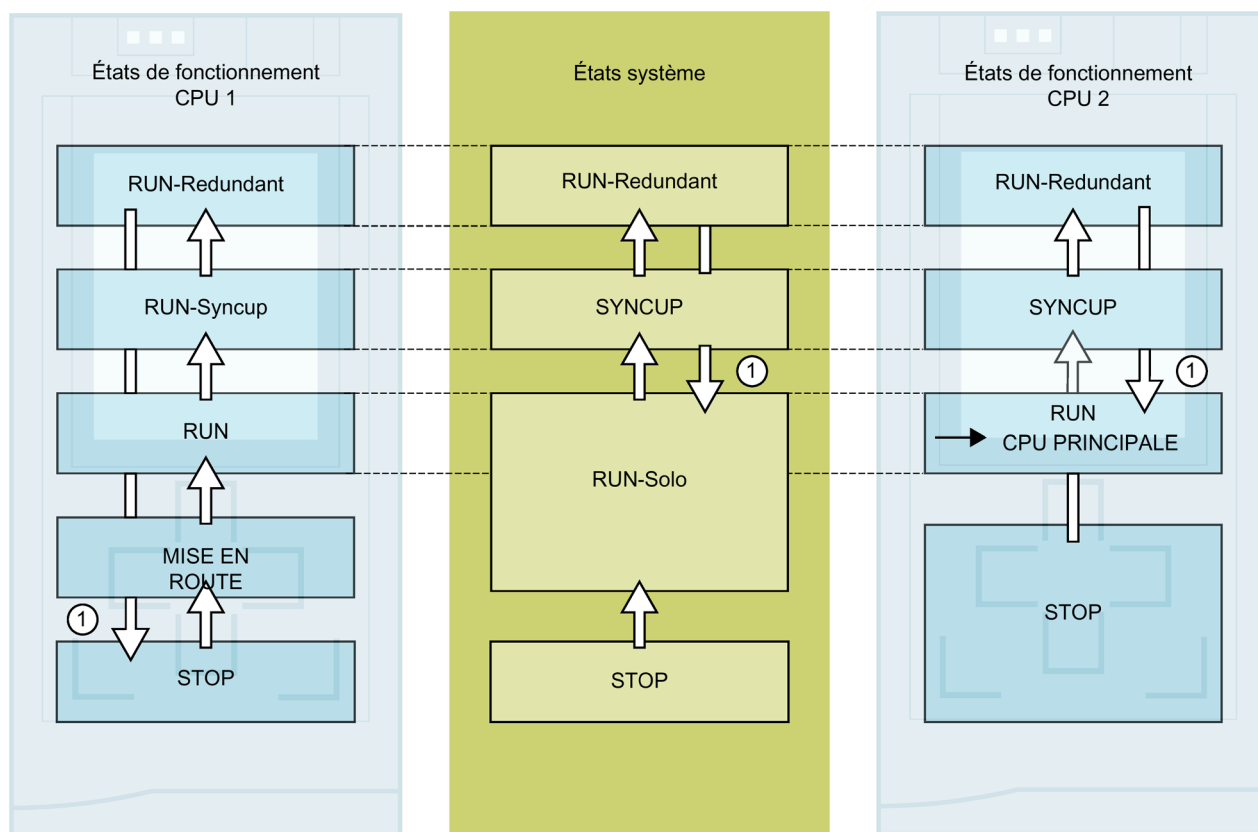 États de fonctionnement
CPU 1
RUN-Redundant
RUN-Syncup
RUN
MISE EN
ROUTE
1
STOP
États système
RUN-Redundant
SYNCUP
1
RUN-Solo
STOP
États de fonctionnement
CPU 2
RUN-Redundant
SYNCUP
1
RUN
CPU PRINCIPALE
STOP